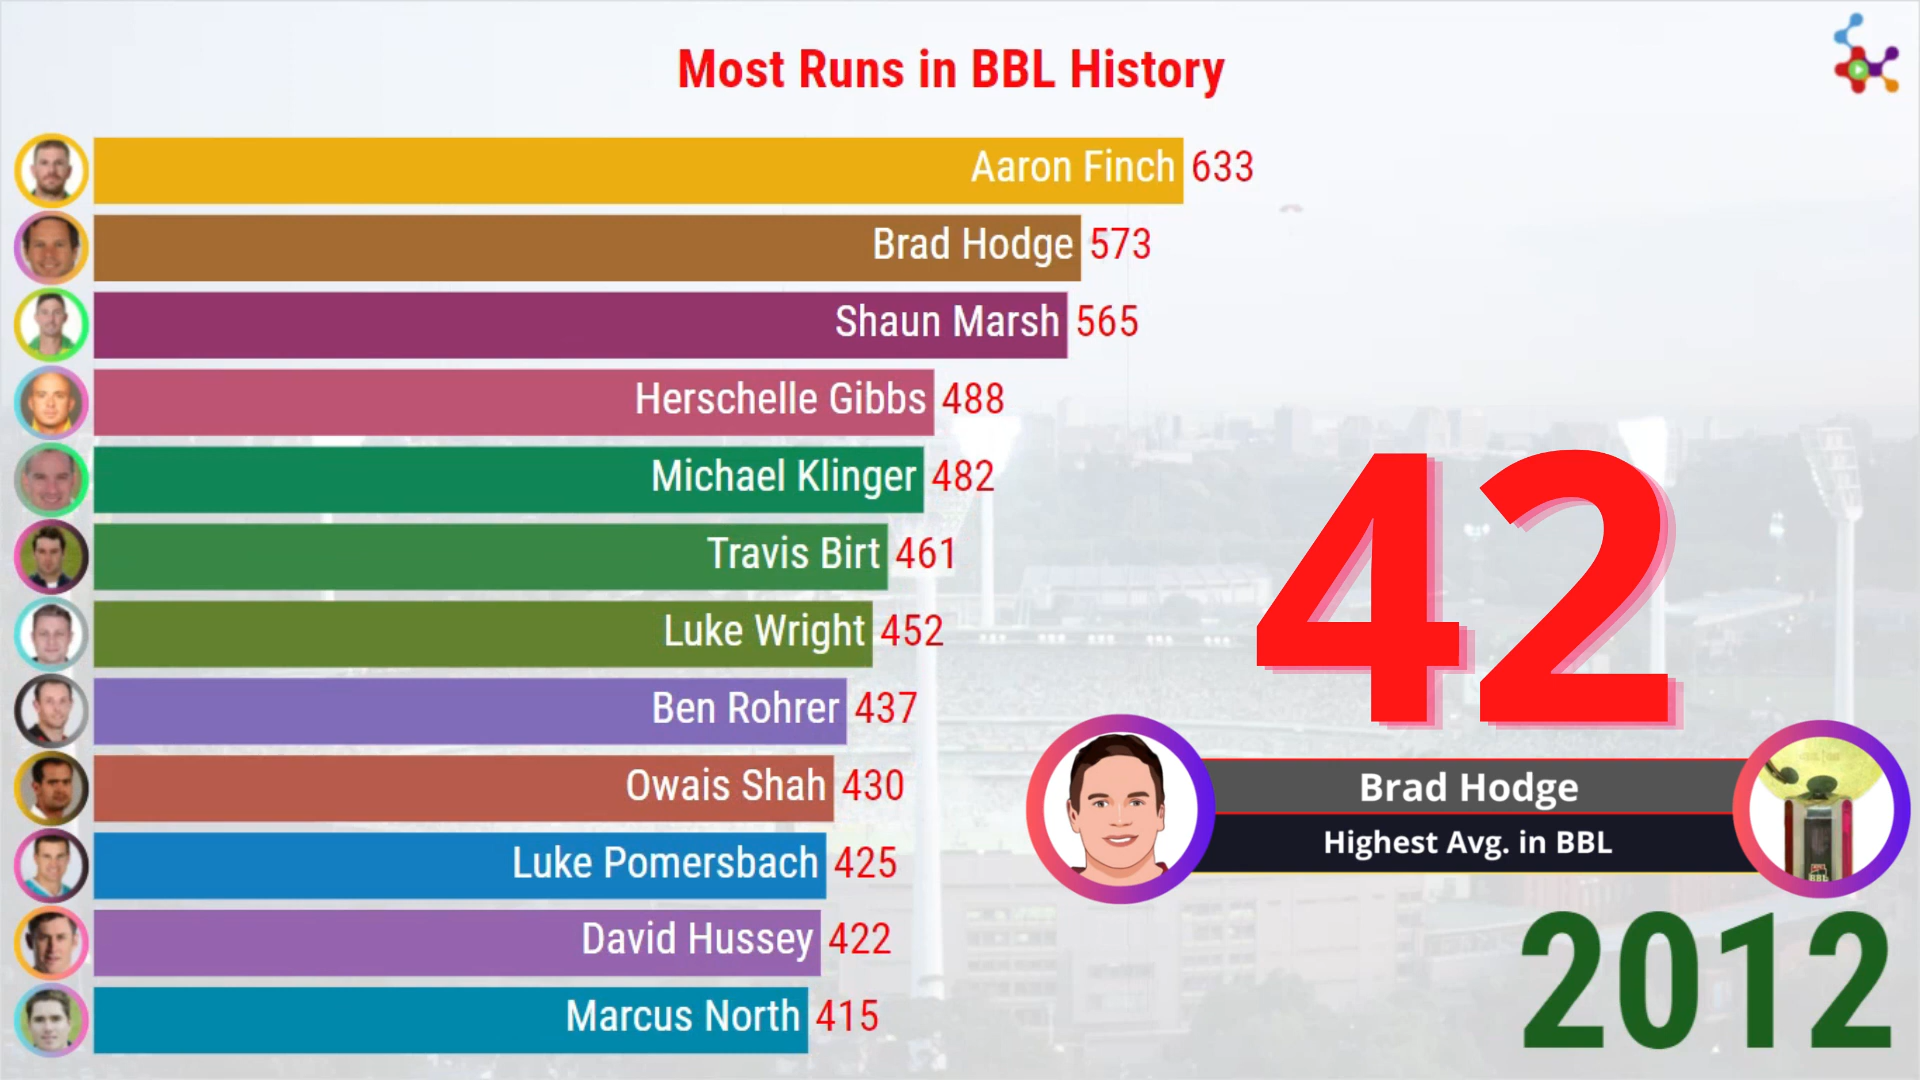 Most Runs in BBL History
Aaron Finch 633
Brad Hodge 573
Shaun Marsh 565
Herschelle Gibbs 488
Michael Klinger 482
Travis Birt 461
Luke Wright 452
Ben Rohrer 437
Owais Shah 430
Luke Pomersbach 425
David Hussey 422
Marcus North 415
42
Brad Hodge
Highest Avg. in BBL
BBL
2012